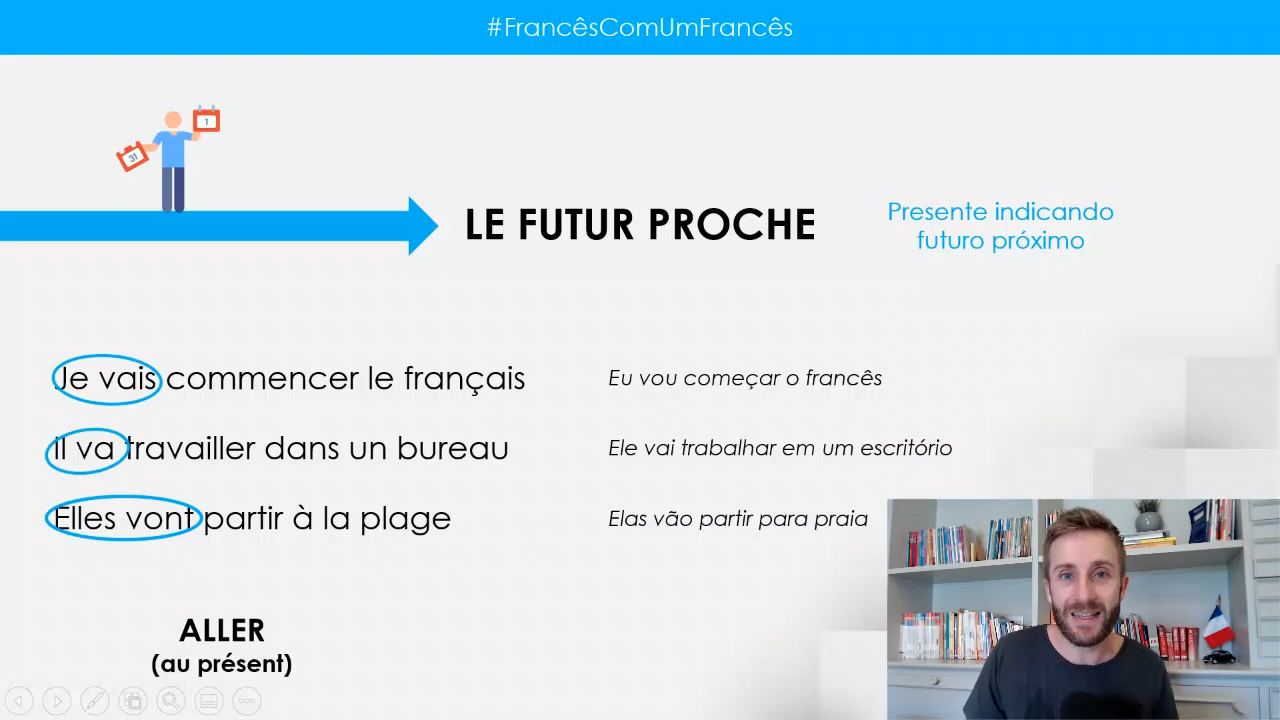 #FrancêsComUmFrancês
1
31
LE FUTUR PROCHE
Presente indicando
futuro próximo
Je vais commencer le français
Eu vou começar o francês
Il va travailler dans un bureau
Ele vai trabalhar em um escritório
Elles vont partir à la plage
Elas vão partir para praia
ALLER
(au présent)